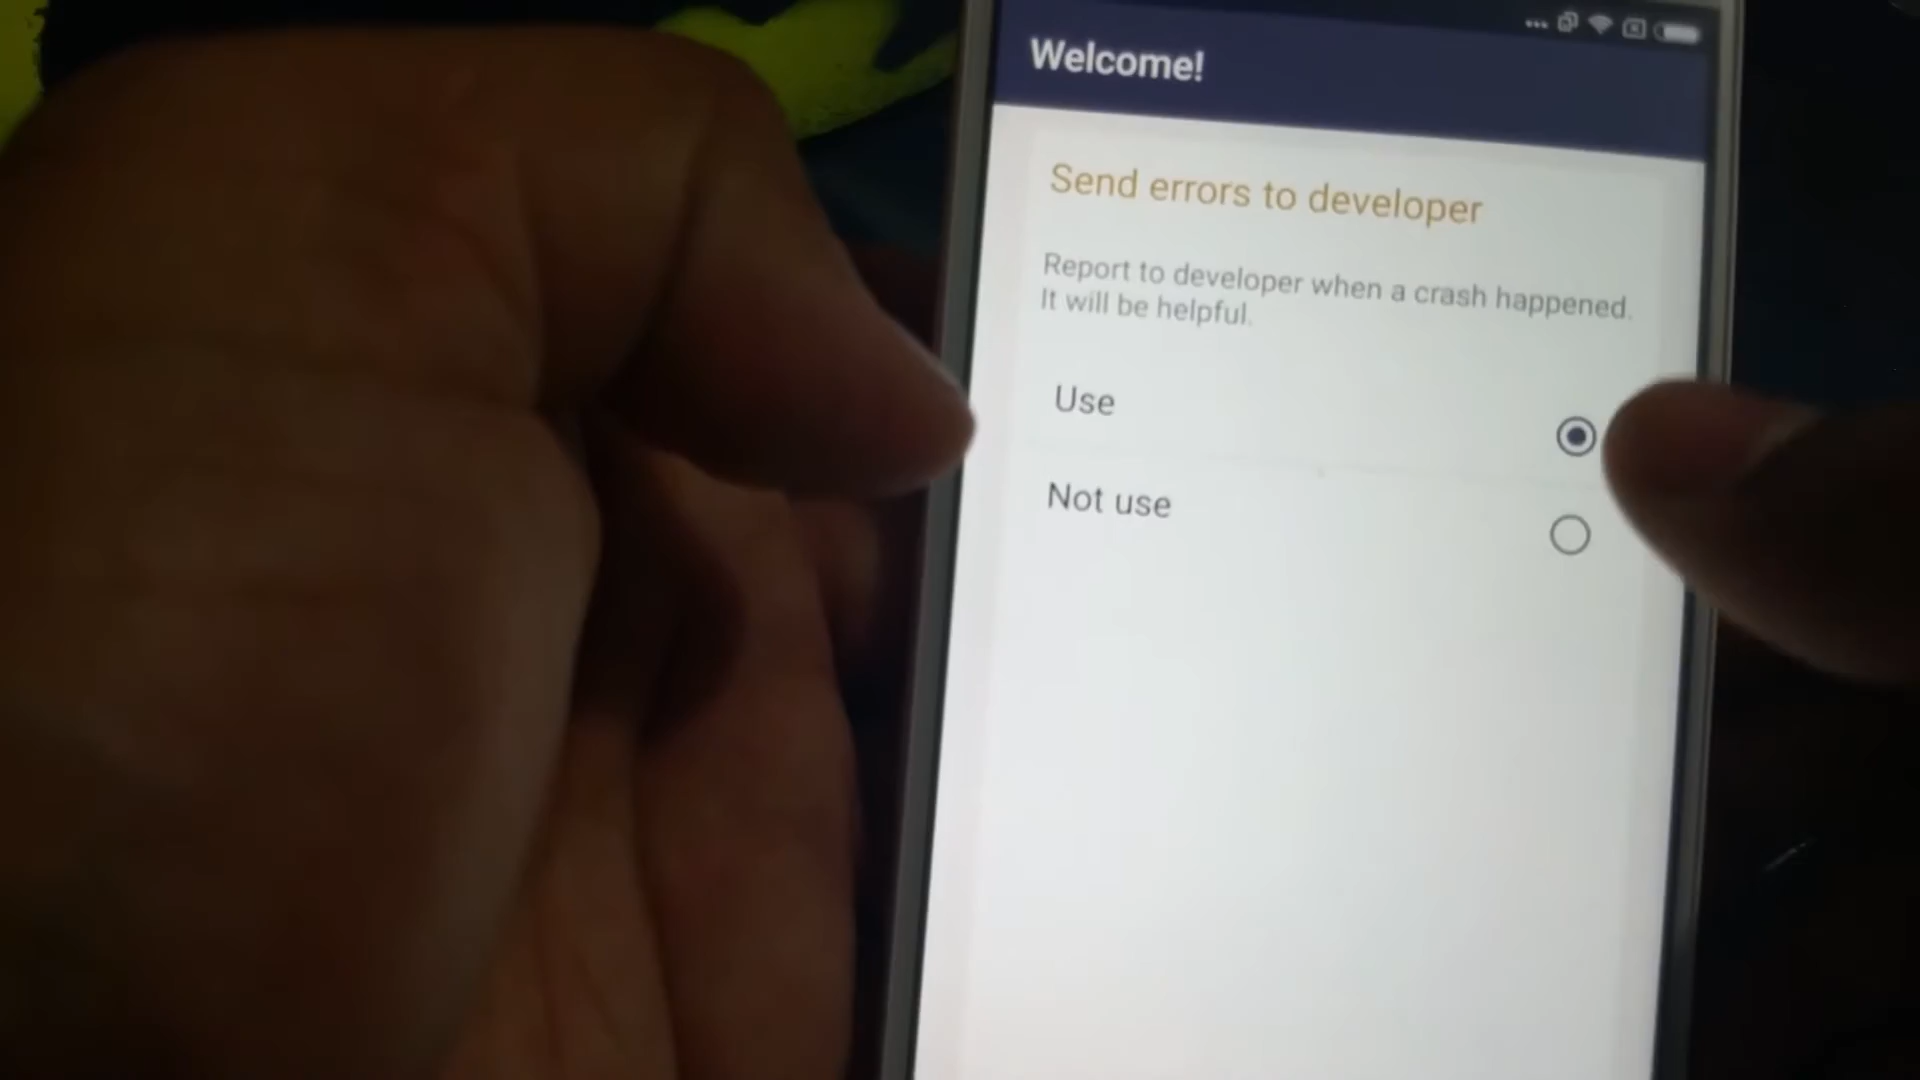 Welcome!
Send errors to developer
Report to developer when a crash happened.
It will be helpful.
Use
Not use